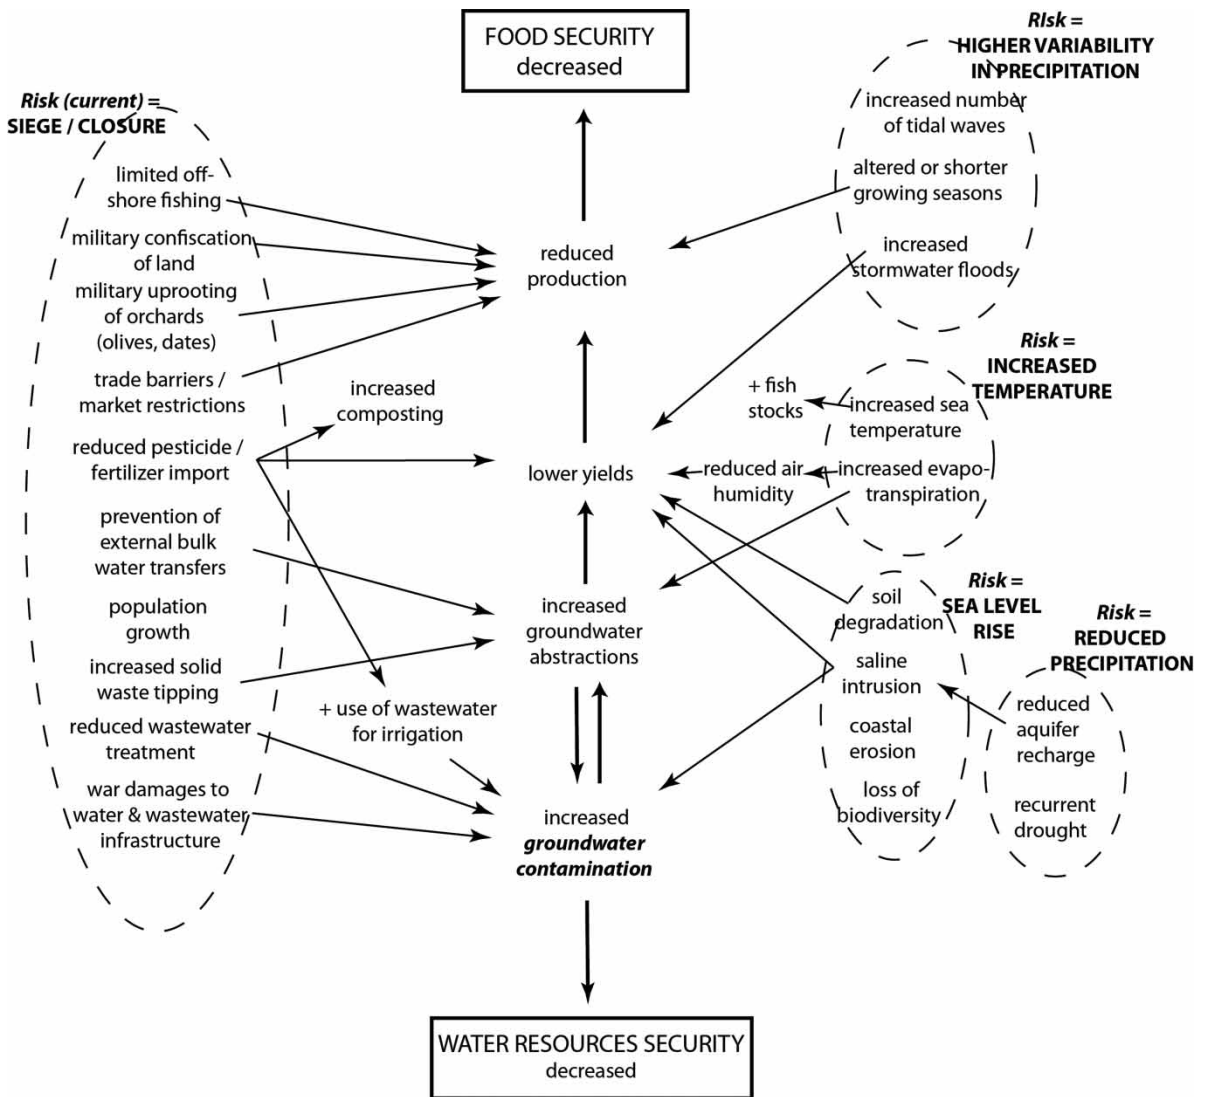 FOOD SECURITY
decreased
RIsk =
HIGHER VARIABILITY
IN PRECIPITATION
increased number
of tidal waves
altered or shorter
growing seasons
increased
stormwater floods
Risk (current) =
SIEGE / CLOSURE
limited off-
shore fishing
military confiscation
of land
military uprooting
of orchards
(olives, dates)
trade barriers /
market restrictions
reduced pesticide /
fertilizer import
prevention of
external bulk
water transfers
population
growth
increased solid
waste tipping
reduced wastewater
treatment
war damages to
water & wastewater
infrastructure
increased
composting
+ use of wastewater
for irrigation
reduced
production
lower yields
increased
groundwater
abstractions
increased
groundwater
contamination
Risk =
INCREASED
TEMPERATURE
+ fish
stocks
increased sea
temperature
reduced air
humidity
increased evapo-
transpiration
Risk =
SEA LEVEL
RISE
soil
degradation
saline
intrusion
coastal
erosion
loss of
biodiversity
Risk =
REDUCED
PRECIPITATION
reduced
aquifer
recharge
recurrent
drought
WATER RESOURCES SECURITY
decreased